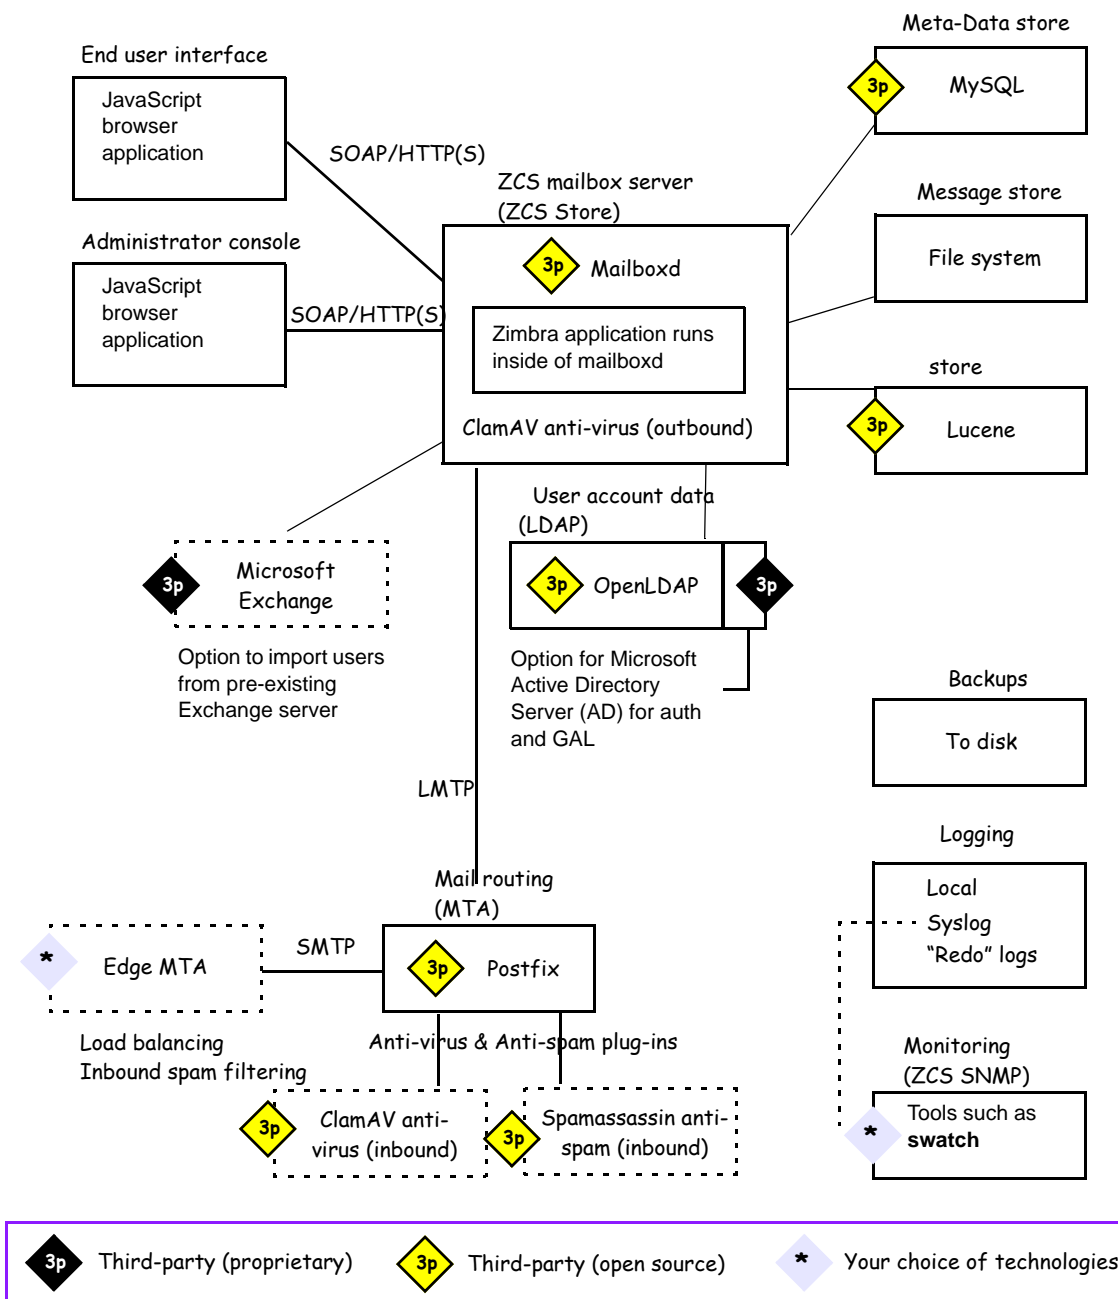 Meta-Data store
3p
MySQL
End user interface
JavaScript
browser
application
SOAP/HTTP(S)
ZCS mailbox server
(ZCS Store)
Message store
File system
Administrator console
JavaScript
browser
application
SOAP/HTTP(S)
3p
Mailboxd
Zimbra application runs
inside of mailboxd
ClamAV anti-virus (outbound)
store
3p
Lucene
User account data
(LDAP)
3p
OpenLDAP
3p
Option for Microsoft
Active Directory
Server (AD) for auth
and GAL
3p
Microsoft
Exchange
Option to import users
from pre-existing
Exchange server
Backups
To disk
LMTP
Logging
Local
Syslog
“Redo” logs
Mail routing
(MTA)
3p
Postfix
SMTP
*
Edge MTA
Load balancing
Inbound spam filtering
Anti-virus & Anti-spam plug-ins
3p
ClamAV anti-
virus (inbound)
3p
Spamassassin anti-
spam (inbound)
Monitoring
(ZCS SNMP)
*
Tools such as
swatch
3p
Third-party (proprietary)
3p
Third-party (open source)
*
Your choice of technologies